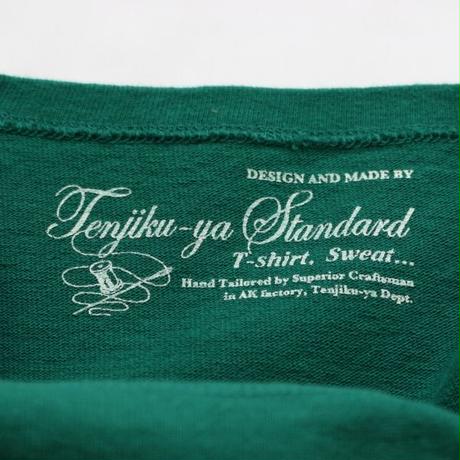 DESIGN AND MADE BY
Tenjiku-ya Standard
T-shirt. Sweat...
Hand Tailored by Superior Craftsman
in AK factory, Tenjiku-ya Dept.